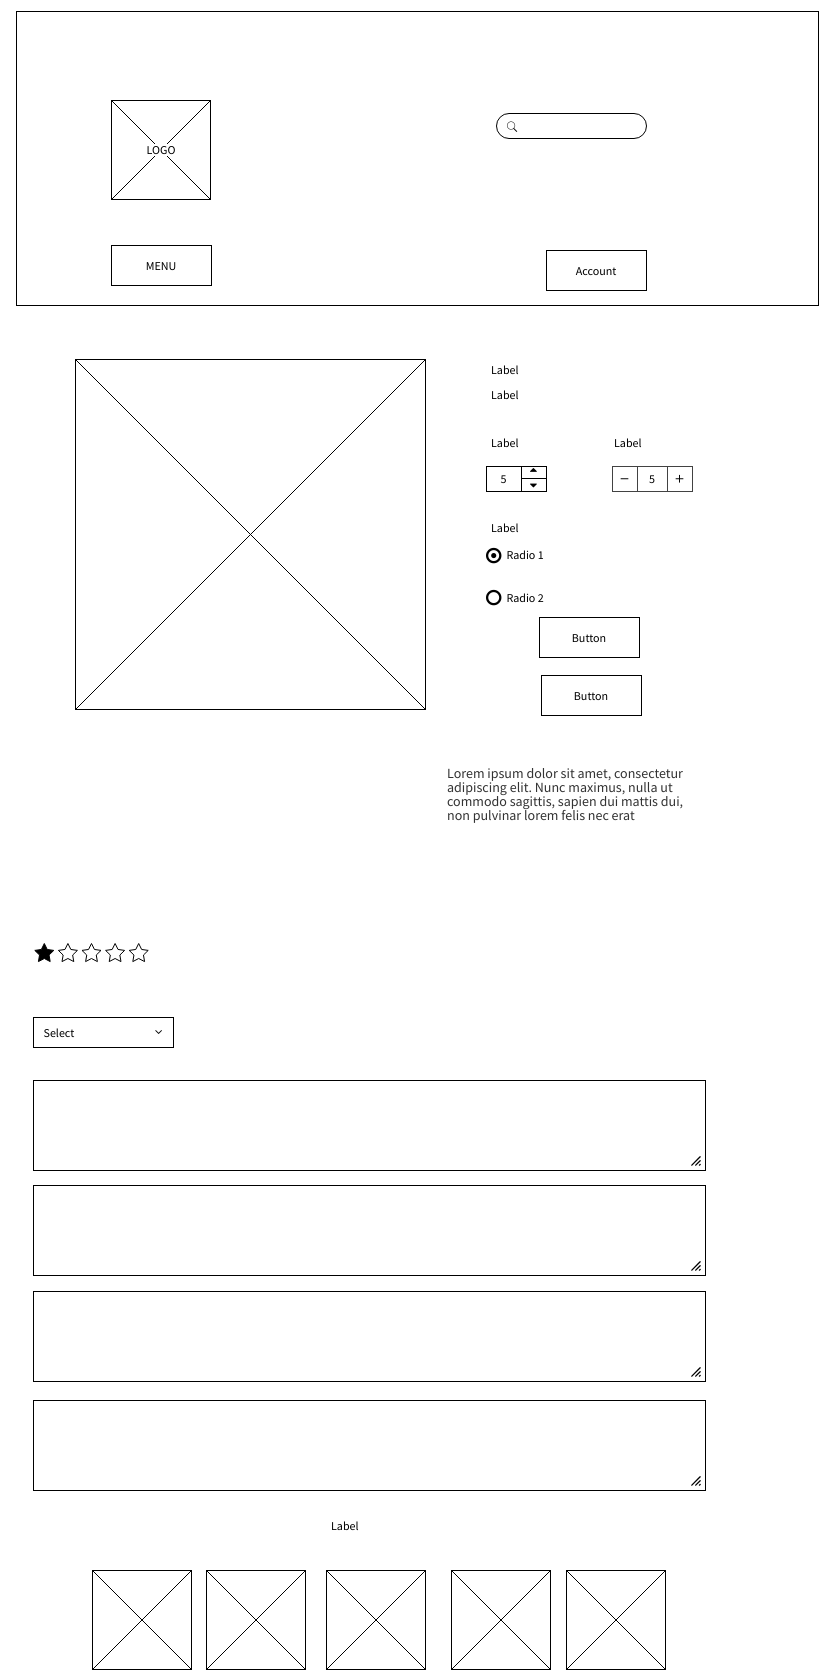 LOGO
MENU
Account
Label
Label
Label
Label
5
5
Label
Radio 1
Radio 2
Button
Button
Lorem ipsum dolor sit amet, consectetur
adipiscing elit. Nunc maximus, nulla ut
commodo sagittis, sapien dui mattis dui,
non pulvinar lorem felis nec erat
Select
Label